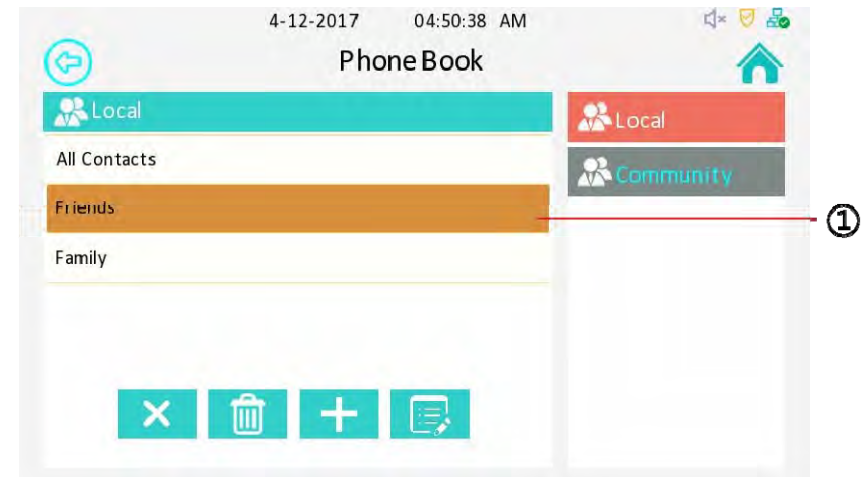 4-12-2017 04:50:38 AM
Phone Book
Local
Local
All Contacts
Community
Friends
①
Family